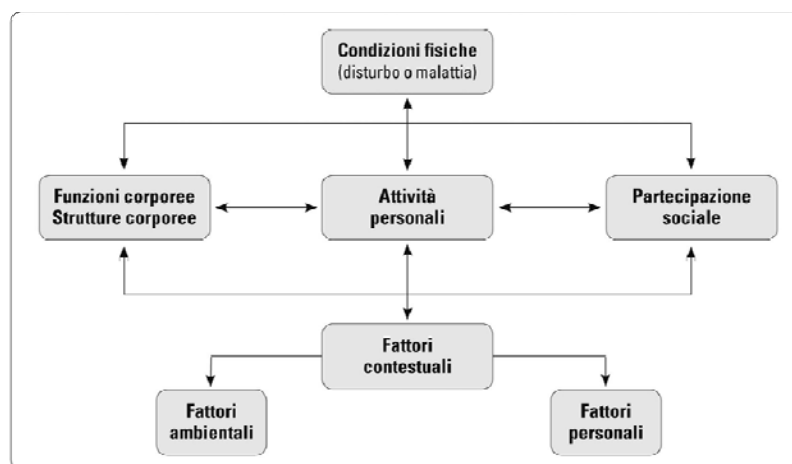 Condizioni fisiche
(disturbo o malattia)
Funzioni corporee
Strutture corporee
Attività
personali
Partecipazione
sociale
Fattori
contestuali
Fattori
ambientali
Fattori
personali